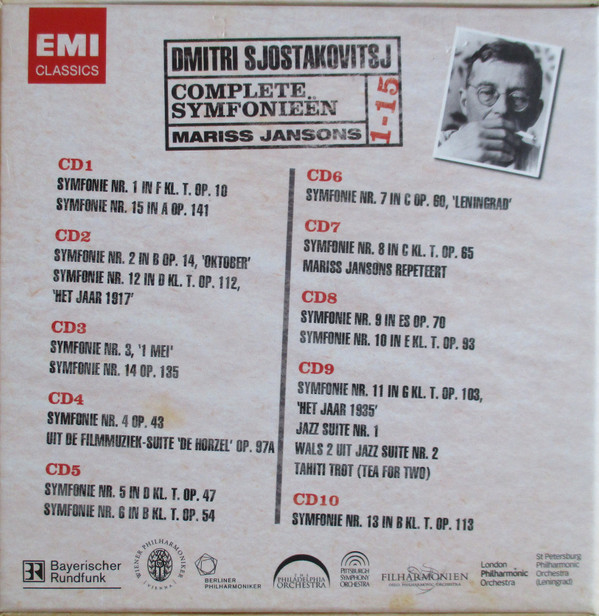 EMI
CLASSICS
DMITRI SJOSTAKOVITSJ
COMPLETE
SYMFONIEËN
MARISS JANSONS
1-15
CD1
SYMFONIE NR. 1 IN F KL. T. OP. 10
SYMFONIE NR. 15 IN A OP. 141
CD2
SYMFONIE NR. 2 IN B OP. 14, 'OKTOBER'
SYMFONIE NR. 12 IN D KL. T. OP. 112,
'HET JAAR 1917'
CD3
SYMFONIE NR. 3, '1 MEI'
SYMFONIE NR. 14 OP. 135
CD4
SYMFONIE NR. 4 OP. 43
UIT DE FILMMUZIEK-SUITE 'DE HORZEL' OP. 97A
CD5
SYMFONIE NR. 5 IN D KL. T. OP. 47
SYMFONIE NR. 6 IN B KL. T. OP. 54
CD6
SYMFONIE NR. 7 IN C OP. 60, 'LENINGRAD'
CD7
SYMFONIE NR. 8 IN C KL. T. OP. 65
MARISS JANSONS REPETEERT
CD8
SYMFONIE NR. 9 IN ES OP. 70
SYMFONIE NR. 10 IN E KL. T. OP. 93
CD9
SYMFONIE NR. 11 IN G KL. T. OP. 103,
'HET JAAR 1935'
JAZZ SUITE NR. 1
WALS 2 UIT JAZZ SUITE NR. 2
TAHITI TROT (TEA FOR TWO)
CD10
SYMFONIE NR. 13 IN B KL. T. OP. 113
BR
Bayerischer
Rundfunk
WIENER PHILHARMONIKER
BERLINER
PHILHARMONIKER
THE
PHILADELPHIA
ORCHESTRA
PITTSBURGH
SYMPHONY ORCHESTRA
FILHARMONIEN
London
Philharmonic
Orchestra
St Petersburg
Philharmonic
Orchestra
(Leningrad)